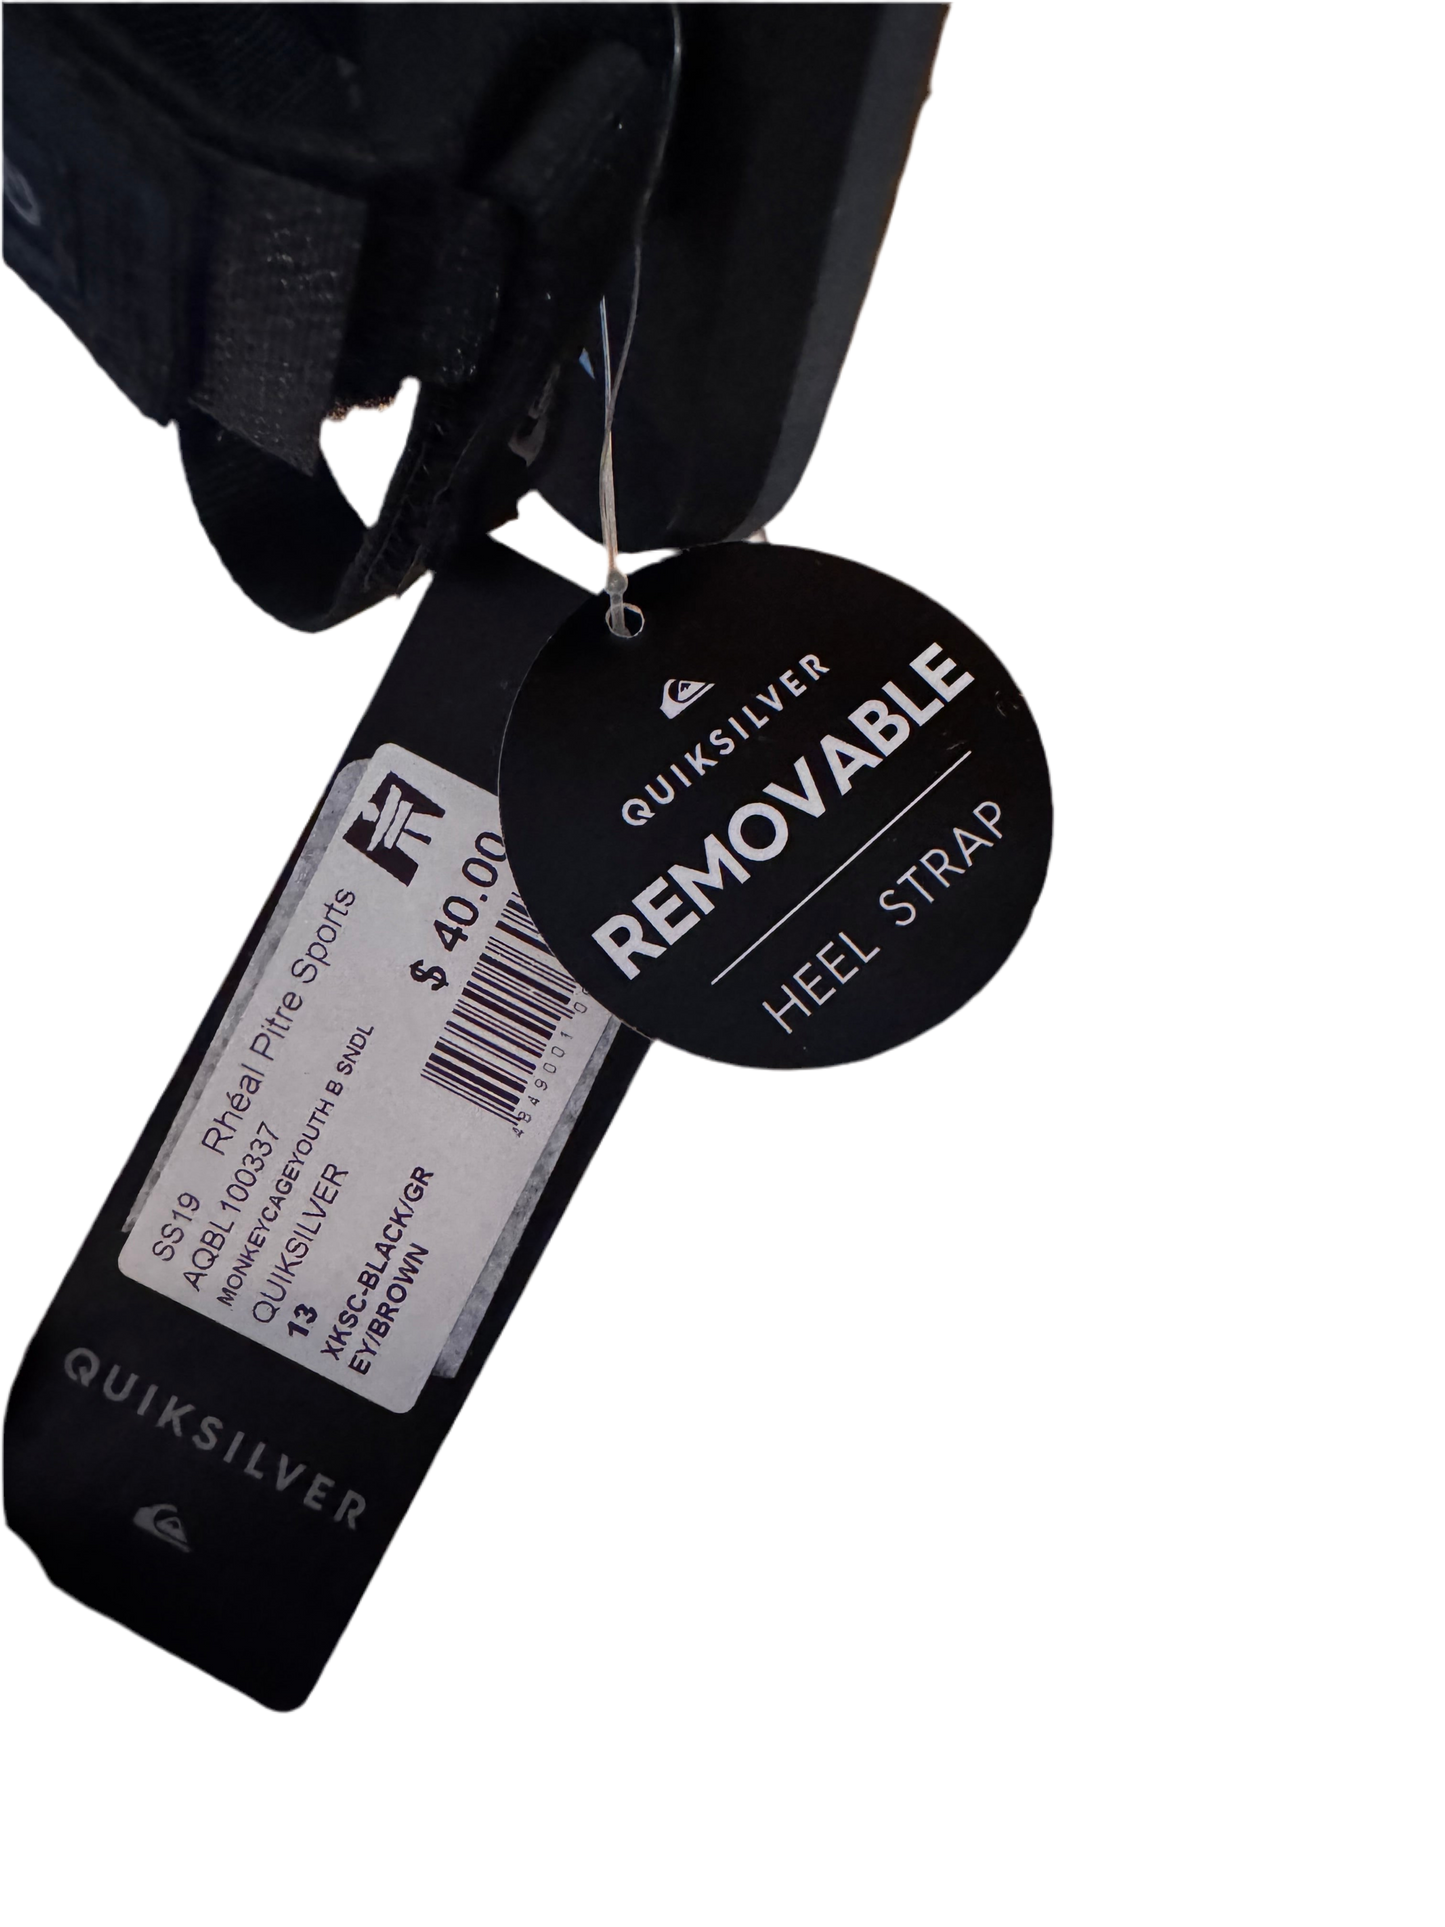 QUIKSILVER
REMOVABLE
HEEL STRAP
$ 40.00
Rhéal Pitre Sports
SS19
AQBL100337
MONKEYCAGEYOUTH B SNDL
QUIKSILVER
13
XKSC-BLACK/GR
EY/BROWN
QUIKSILVER